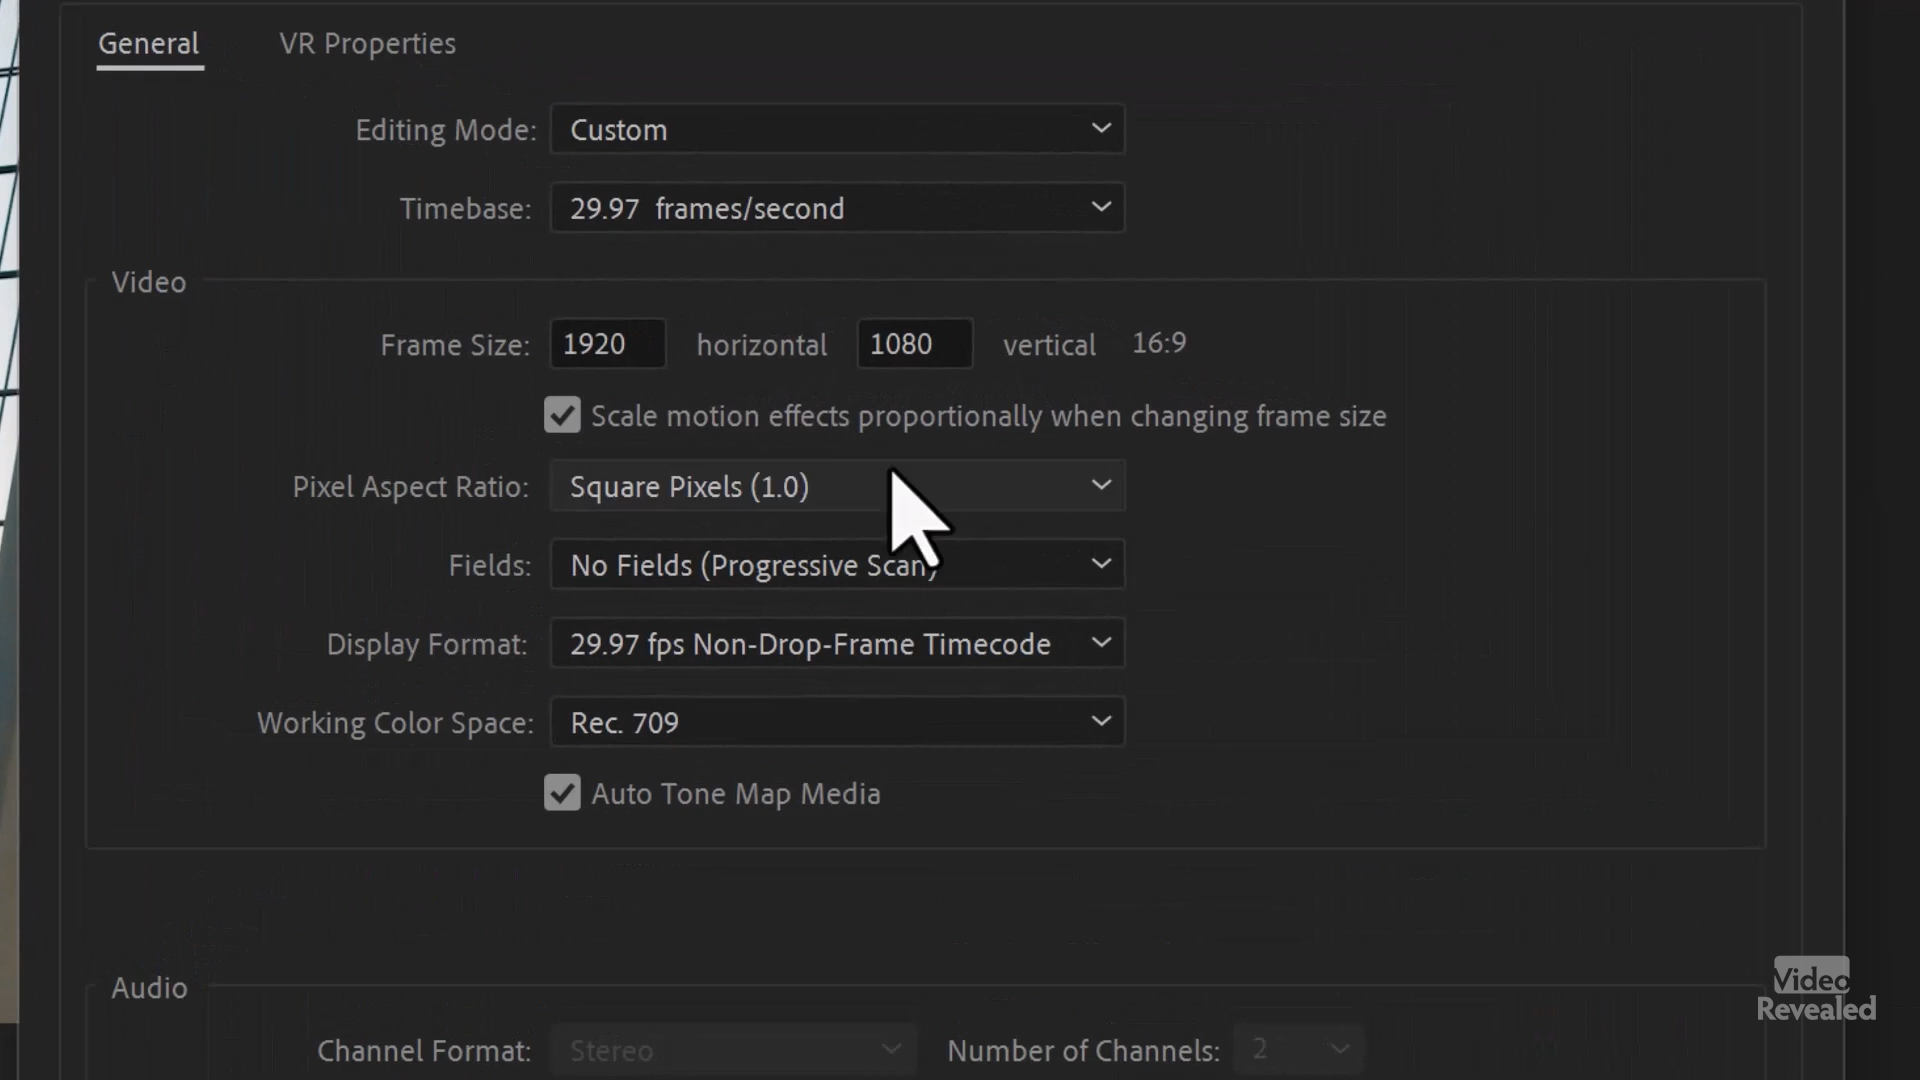 General VR Properties
Editing Mode: Custom
Timebase: 29.97 frames/second
Video
Frame Size: 1920 horizontal 1080 vertical 16:9
Scale motion effects proportionally when changing frame size
Pixel Aspect Ratio: Square Pixels (1.0)
Fields: No Fields (Progressive Scan)
Display Format: 29.97 fps Non-Drop-Frame Timecode
Working Color Space: Rec. 709
Auto Tone Map Media
Audio
Channel Format: Stereo Number of Channels: 2
Video
Revealed